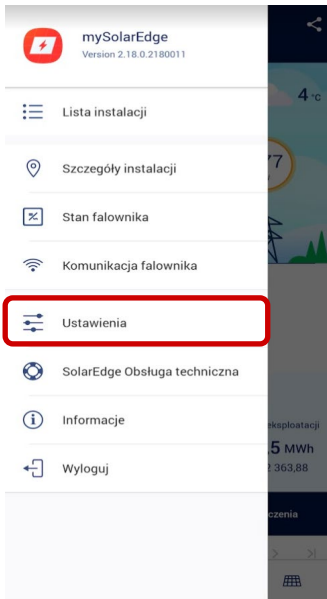 mySolarEdge
Version 2.18.0.2180011
4 °C
Lista instalacji
77
Szczegóły instalacji
Stan falownika
Komunikacja falownika
Ustawienia
SolarEdge Obsługa techniczna
Informacje
eksploatacji
,5 MWh
2 363,88
Wyloguj
czenia